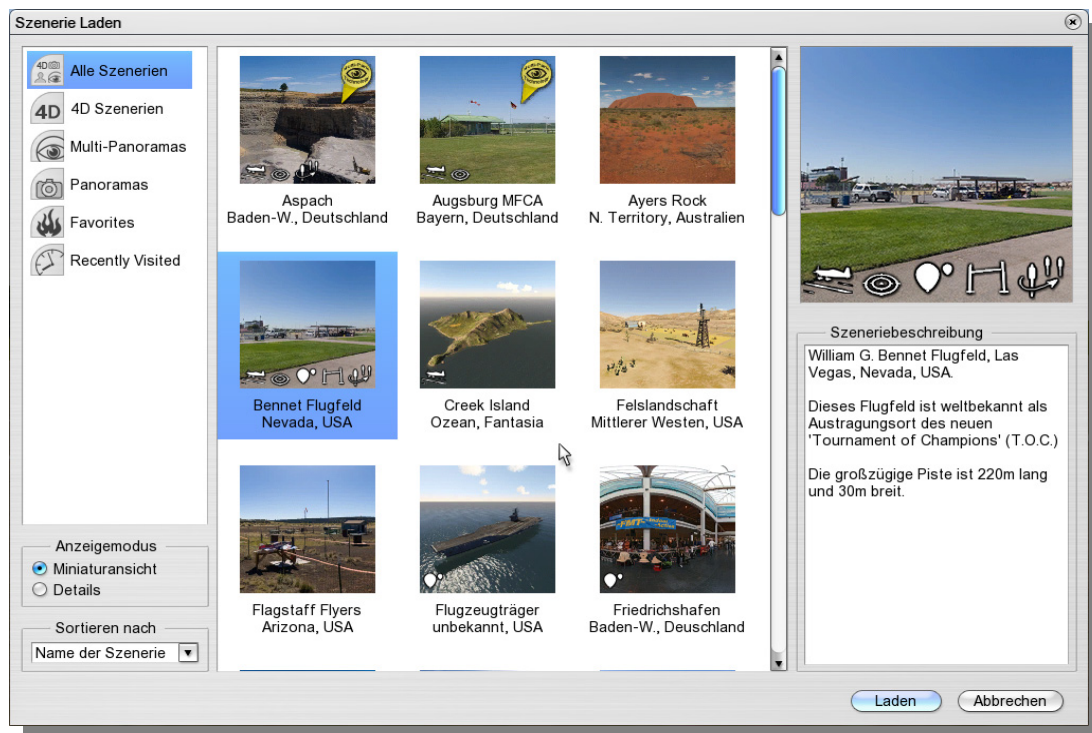 Szenerie Laden
4D
Alle Szenerien
4D
4D Szenerien
Multi-Panoramas
Panoramas
Favorites
Recently Visited
Anzeigemodus
Miniaturansicht
Details
Sortieren nach
Name der Szenerie
Aspach
Baden-W., Deutschland
Augsburg MFCA
Bayern, Deutschland
Ayers Rock
N. Territory, Australien
Bennet Flugfeld
Nevada, USA
Creek Island
Ozean, Fantasia
Felslandschaft
Mittlerer Westen, USA
Flagstaff Flyers
Arizona, USA
Flugzeugträger
unbekannt, USA
FMT
Friedrichshafen
Baden-W., Deuschland
Szeneriebeschreibung
William G. Bennet Flugfeld, Las
Vegas, Nevada, USA.
Dieses Flugfeld ist weltbekannt als
Austragungsort des neuen
'Tournament of Champions' (T.O.C.)
Die großzügige Piste ist 220m lang
und 30m breit.
Laden
Abbrechen